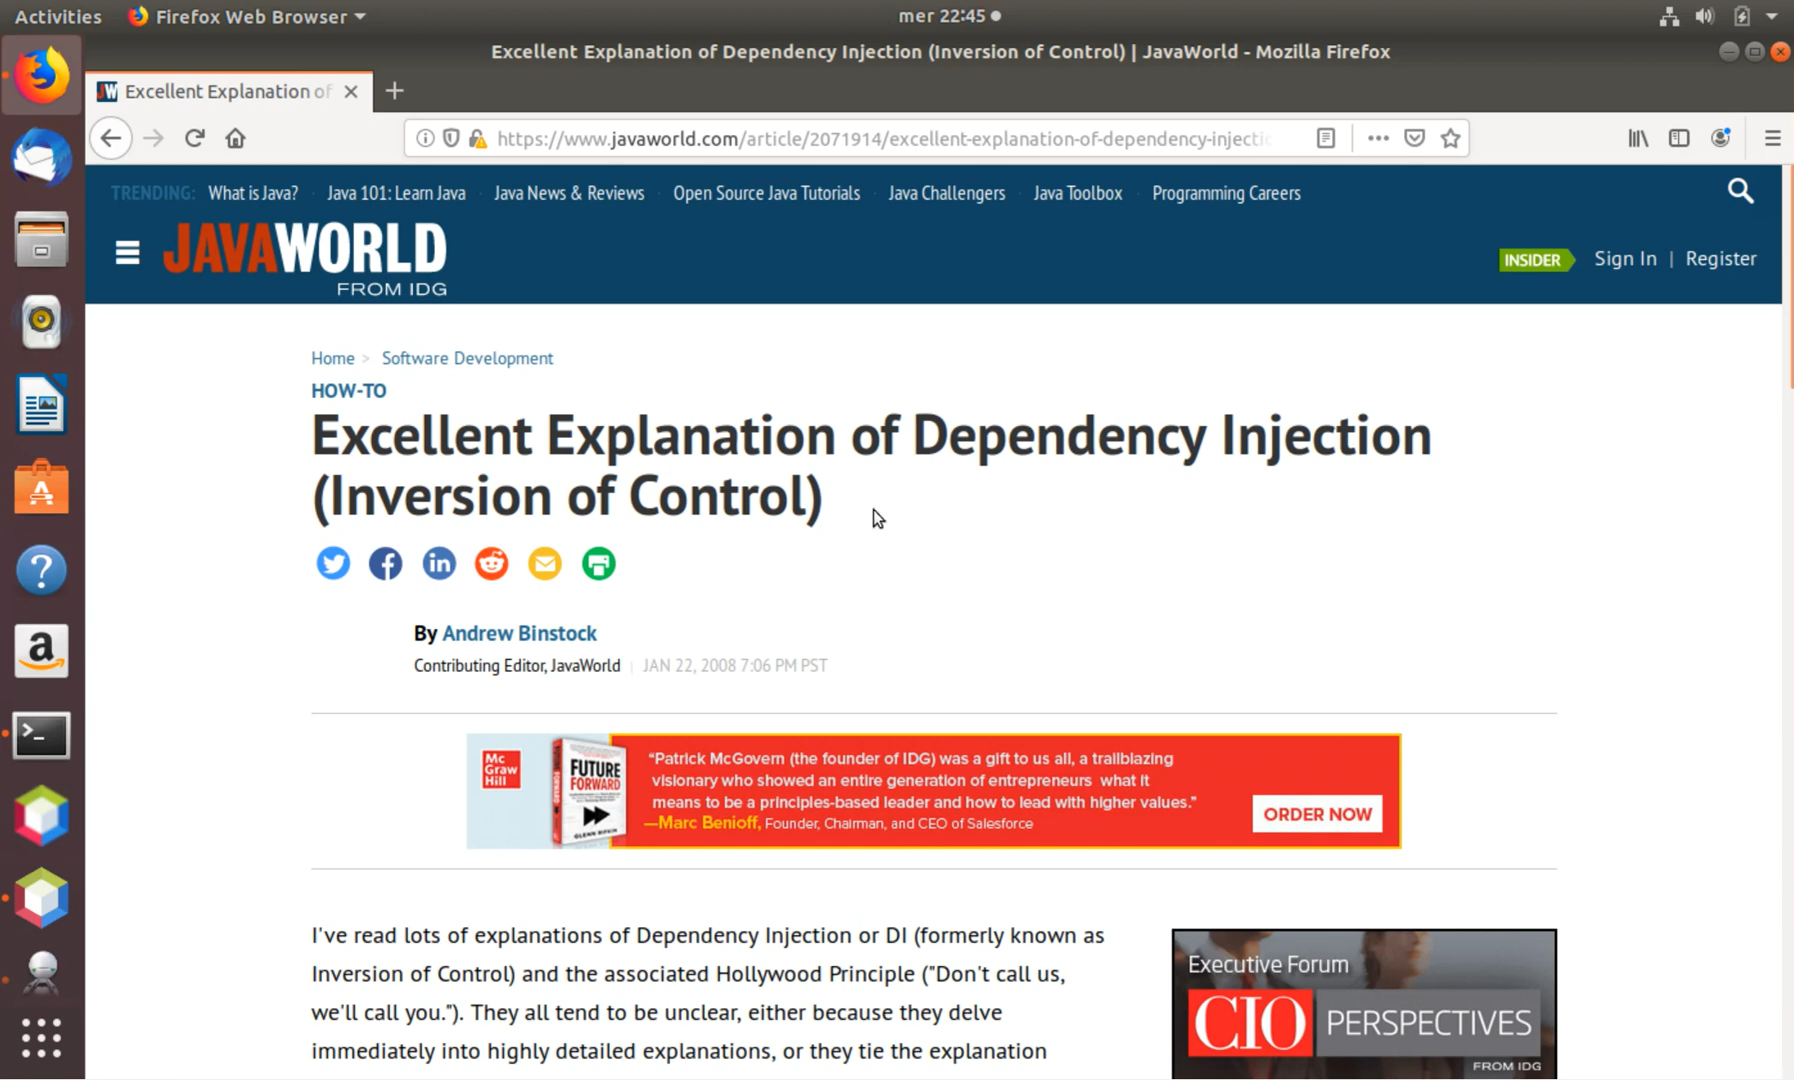 Activities
Firefox Web Browser
mer 22:45
Excellent Explanation of Dependency Injection (Inversion of Control) | JavaWorld - Mozilla Firefox
JW Excellent Explanation of
https://www.javaworld.com/article/2071914/excellent-explanation-of-dependency-injectio
TRENDING: What is Java? · Java 101: Learn Java · Java News & Reviews · Open Source Java Tutorials · Java Challengers · Java Toolbox · Programming Careers
JAVAWORLD
FROM IDG
INSIDER Sign In | Register
Home > Software Development
HOW-TO
Excellent Explanation of Dependency Injection
(Inversion of Control)
By Andrew Binstock
Contributing Editor, JavaWorld | JAN 22, 2008 7:06 PM PST
Mc
Graw
Hill
FUTURE
FORWARD
GLENN RIFKIN
“Patrick McGovern (the founder of IDG) was a gift to us all, a trailblazing
visionary who showed an entire generation of entrepreneurs what it
means to be a principles-based leader and how to lead with higher values.”
—Marc Benioff, Founder, Chairman, and CEO of Salesforce
ORDER NOW
I've read lots of explanations of Dependency Injection or DI (formerly known as
Inversion of Control) and the associated Hollywood Principle ("Don't call us,
we'll call you."). They all tend to be unclear, either because they delve
immediately into highly detailed explanations, or they tie the explanation
Executive Forum
CIO PERSPECTIVES
FROM IDG